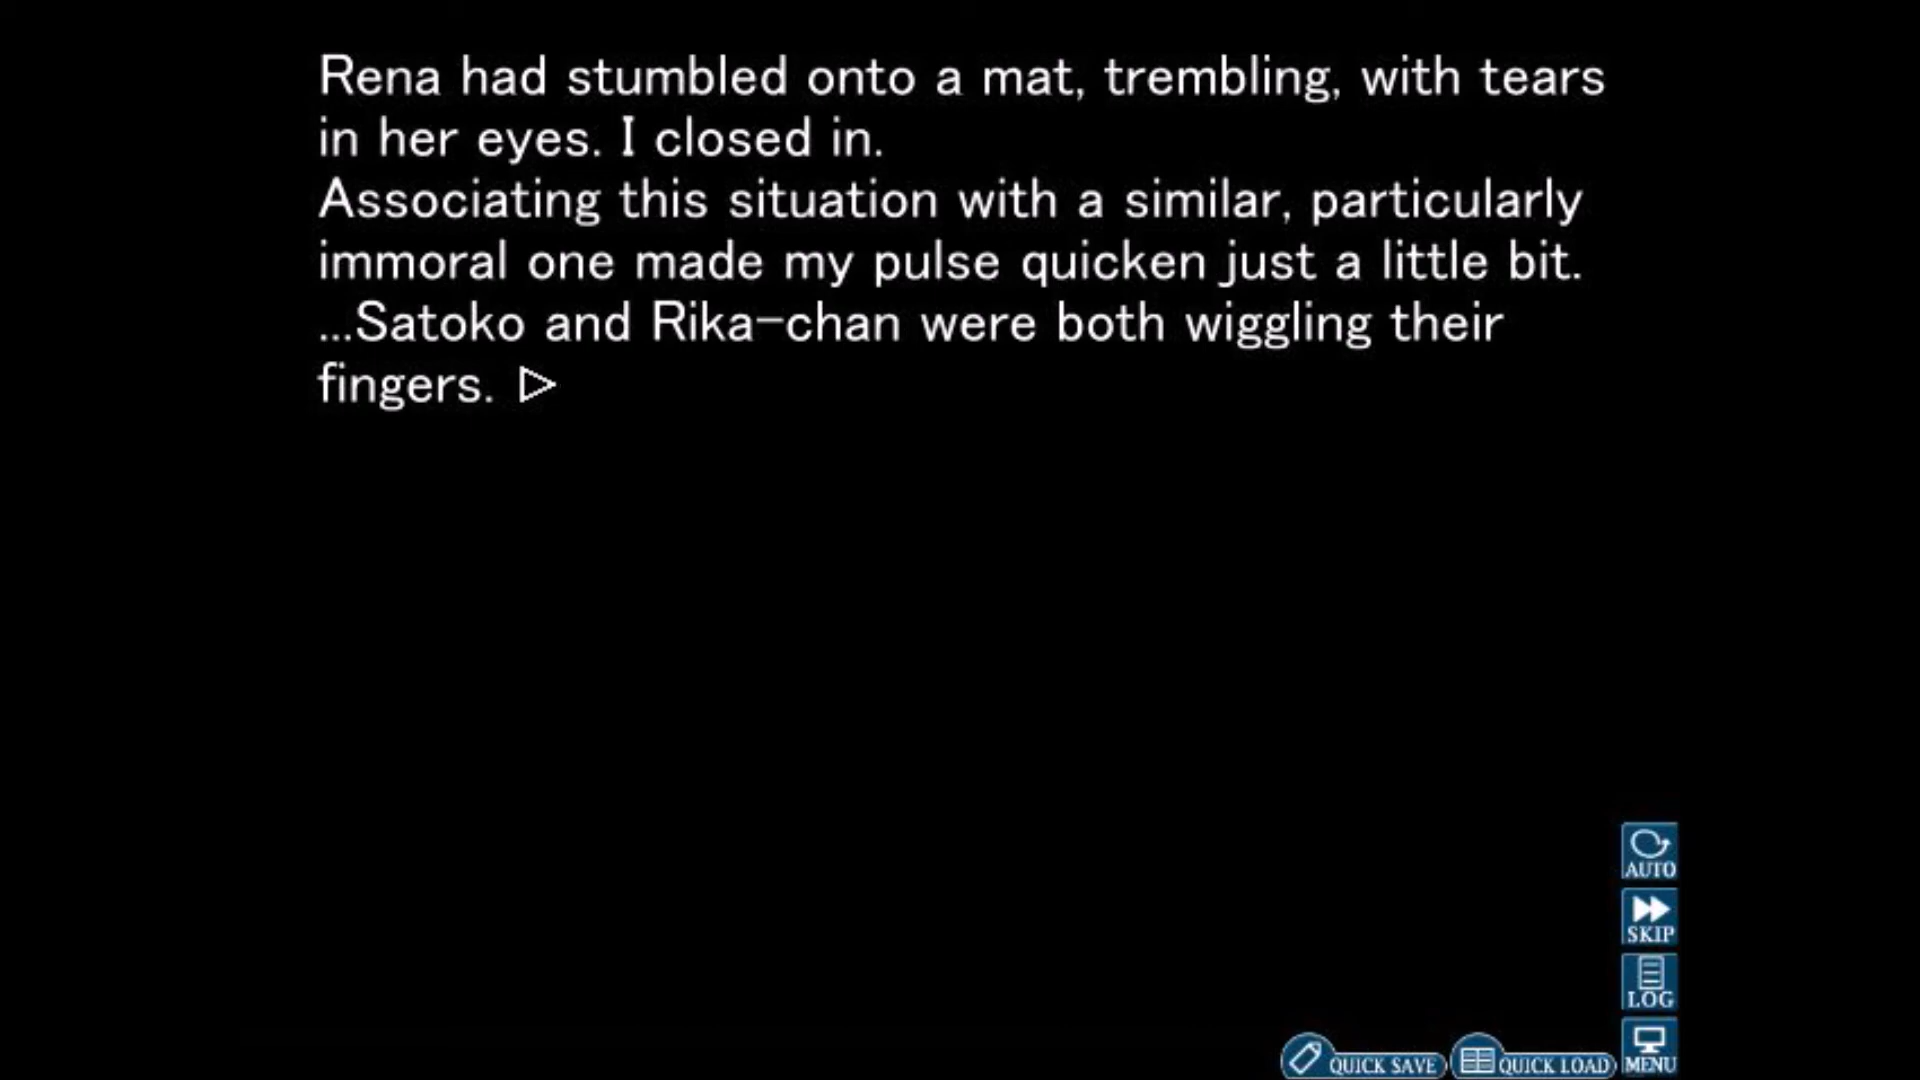 Rena had stumbled onto a mat, trembling, with tears
in her eyes. I closed in.
Associating this situation with a similar, particularly
immoral one made my pulse quicken just a little bit.
...Satoko and Rika-chan were both wiggling their
fingers.
AUTO
SKIP
LOG
QUICK SAVE QUICK LOAD MENU